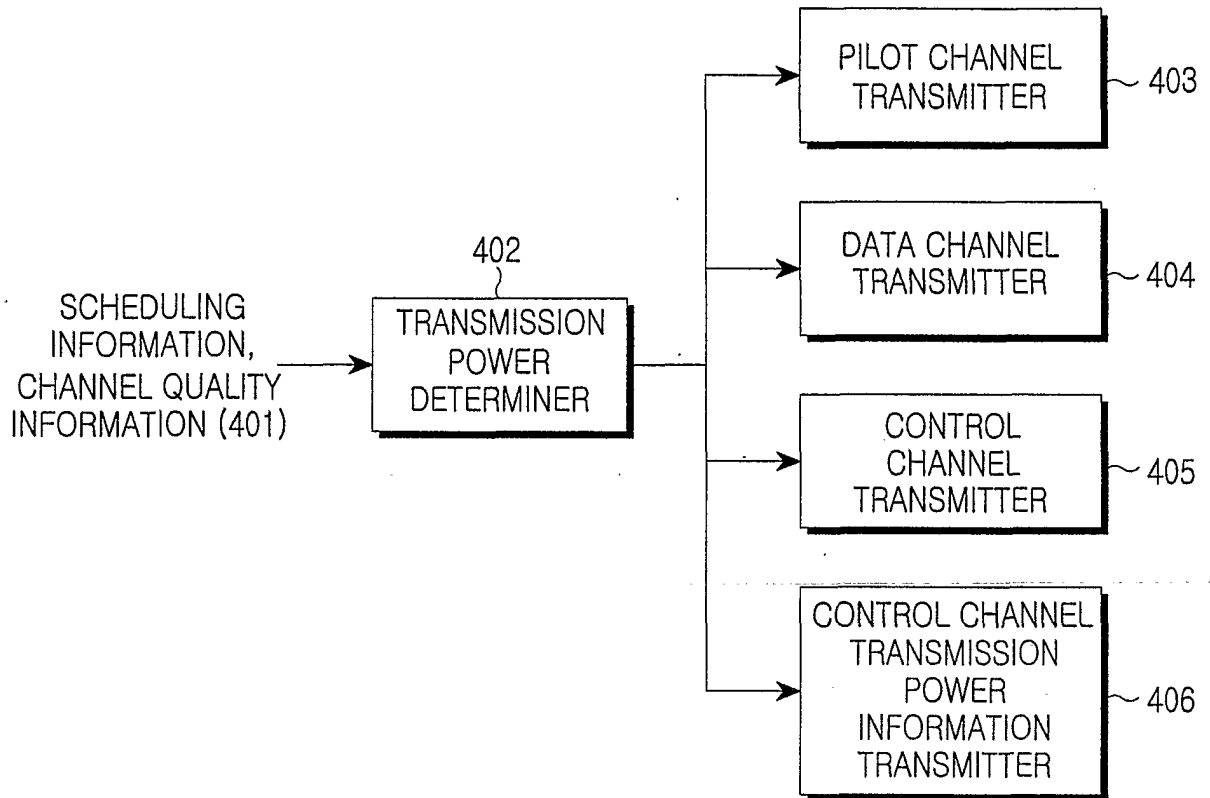 SCHEDULING
INFORMATION,
CHANNEL QUALITY
INFORMATION (401)
402
TRANSMISSION
POWER
DETERMINER
PILOT CHANNEL
TRANSMITTER
403
DATA CHANNEL
TRANSMITTER
404
CONTROL
CHANNEL
TRANSMITTER
405
CONTROL CHANNEL
TRANSMISSION
POWER
INFORMATION
TRANSMITTER
406